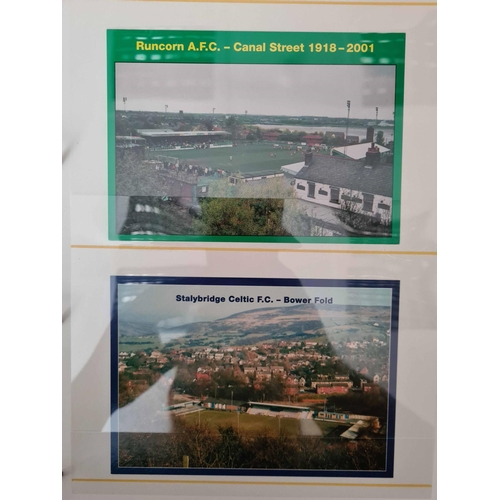 Runcorn A.F.C. – Canal Street 1918–2001
Stalybridge Celtic F.C. – Bower Fold